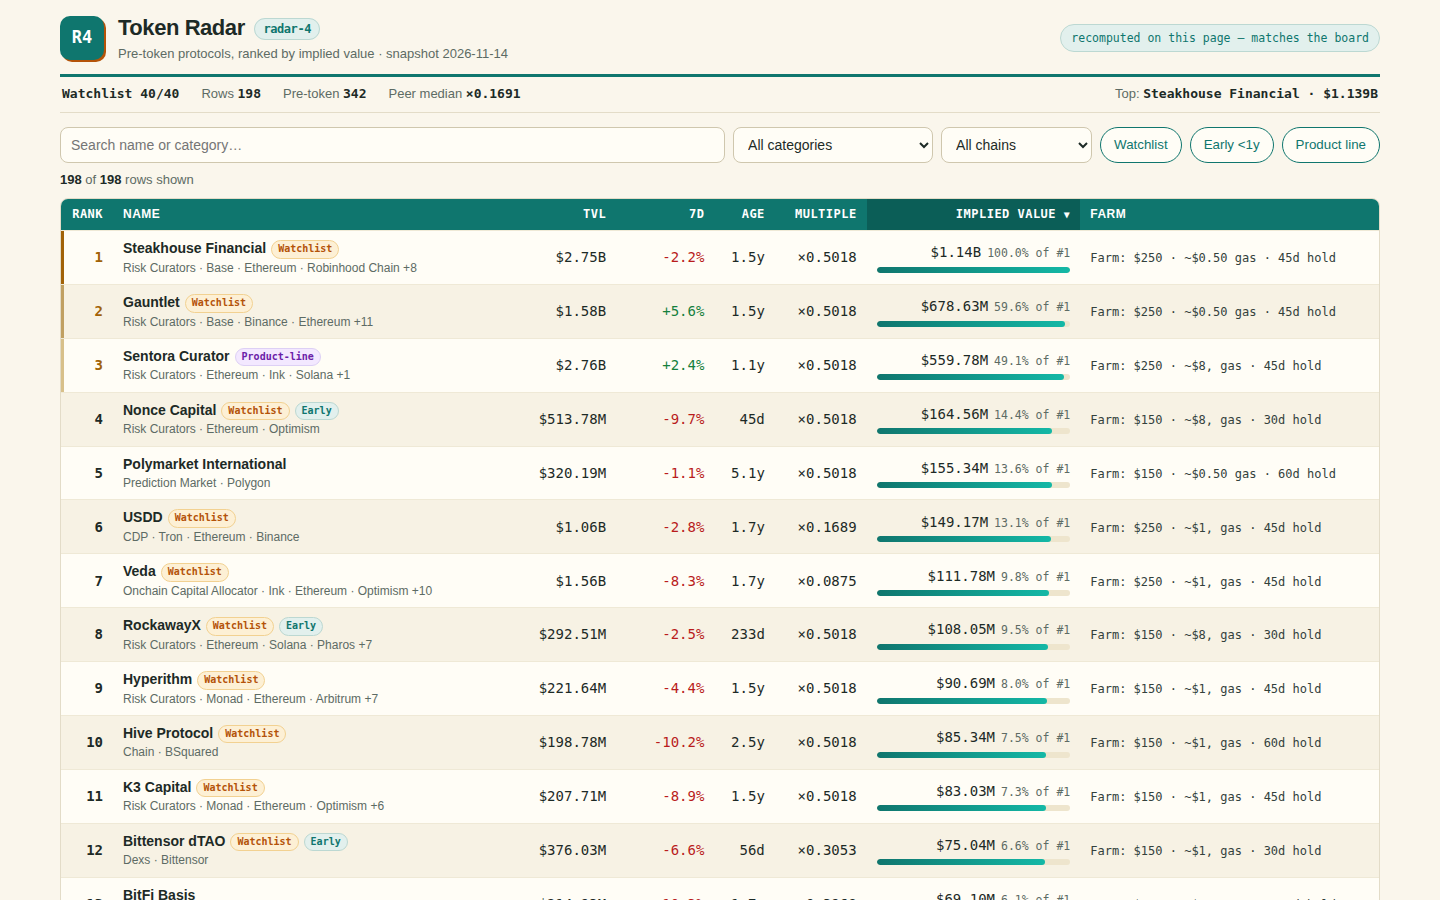 R4
Token Radar radar-4
Pre-token protocols, ranked by implied value · snapshot 2026-11-14
recomputed on this page — matches the board
Watchlist 40/40 Rows 198 Pre-token 342 Peer median ×0.1691 Top: Steakhouse Financial · $1.139B
Search name or category… All categories All chains Watchlist Early <1y Product line
198 of 198 rows shown
RANK NAME TVL 7D AGE MULTIPLE IMPLIED VALUE ▼ FARM
1 Steakhouse Financial Watchlist $2.75B -2.2% 1.5y ×0.5018 $1.14B 100.0% of #1 Farm: $250 · ~$0.50 gas · 45d hold
Risk Curators · Base · Ethereum · Robinhood Chain +8
2 Gauntlet Watchlist $1.58B +5.6% 1.5y ×0.5018 $678.63M 59.6% of #1 Farm: $250 · ~$0.50 gas · 45d hold
Risk Curators · Base · Binance · Ethereum +11
3 Sentora Curator Product-line $2.76B +2.4% 1.1y ×0.5018 $559.78M 49.1% of #1 Farm: $250 · ~$8, gas · 45d hold
Risk Curators · Ethereum · Ink · Solana +1
4 Nonce Capital Watchlist Early $513.78M -9.7% 45d ×0.5018 $164.56M 14.4% of #1 Farm: $150 · ~$8, gas · 30d hold
Risk Curators · Ethereum · Optimism
5 Polymarket International $320.19M -1.1% 5.1y ×0.5018 $155.34M 13.6% of #1 Farm: $150 · ~$0.50 gas · 60d hold
Prediction Market · Polygon
6 USDD Watchlist $1.06B -2.8% 1.7y ×0.1689 $149.17M 13.1% of #1 Farm: $250 · ~$1, gas · 45d hold
CDP · Tron · Ethereum · Binance
7 Veda Watchlist $1.56B -8.3% 1.7y ×0.0875 $111.78M 9.8% of #1 Farm: $250 · ~$1, gas · 45d hold
Onchain Capital Allocator · Ink · Ethereum · Optimism +10
8 RockawayX Watchlist Early $292.51M -2.5% 233d ×0.5018 $108.05M 9.5% of #1 Farm: $150 · ~$8, gas · 30d hold
Risk Curators · Ethereum · Solana · Pharos +7
9 Hyperithm Watchlist $221.64M -4.4% 1.5y ×0.5018 $90.69M 8.0% of #1 Farm: $150 · ~$1, gas · 45d hold
Risk Curators · Monad · Ethereum · Arbitrum +7
10 Hive Protocol Watchlist $198.78M -10.2% 2.5y ×0.5018 $85.34M 7.5% of #1 Farm: $150 · ~$1, gas · 60d hold
Chain · BSquared
11 K3 Capital Watchlist $207.71M -8.9% 1.5y ×0.5018 $83.03M 7.3% of #1 Farm: $150 · ~$1, gas · 45d hold
Risk Curators · Monad · Ethereum · Optimism +6
12 Bittensor dTAO Watchlist Early $376.03M -6.6% 56d ×0.3053 $75.04M 6.6% of #1 Farm: $150 · ~$1, gas · 30d hold
Dexs · Bittensor
BitFi Basis $69.10M 6.1% of #1